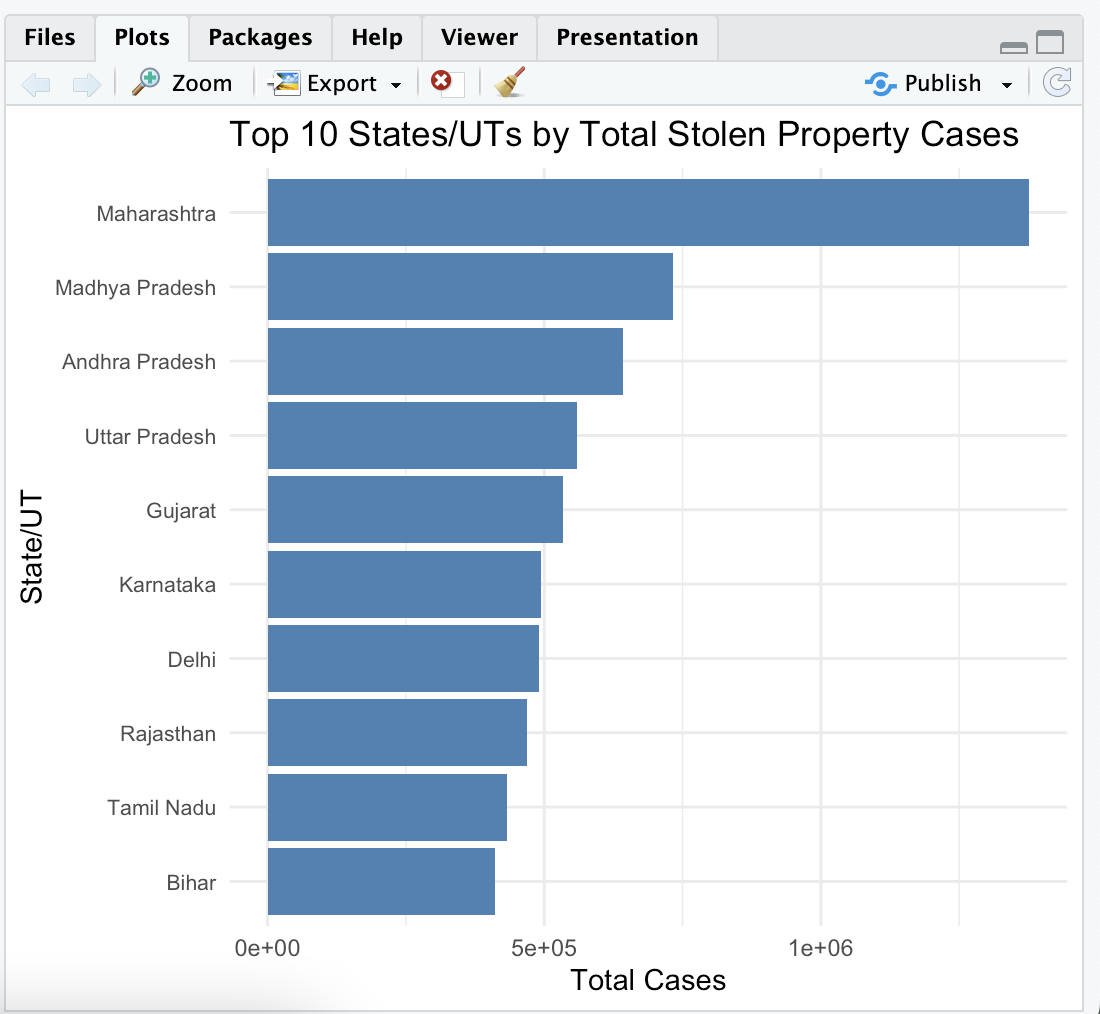 Files Plots Packages Help Viewer Presentation
Zoom Export Publish
Top 10 States/UTs by Total Stolen Property Cases
Maharashtra
Madhya Pradesh
Andhra Pradesh
Uttar Pradesh
Gujarat
Karnataka
Delhi
Rajasthan
Tamil Nadu
Bihar
State/UT
0e+00 5e+05 1e+06
Total Cases